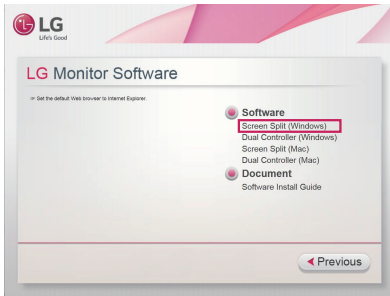 LG
Life's Good
LG Monitor Software
☞ Set the default Web browser to Internet Explorer.
Software
Screen Split (Windows)
Dual Controller (Windows)
Screen Split (Mac)
Dual Controller (Mac)
Document
Software Install Guide
Previous